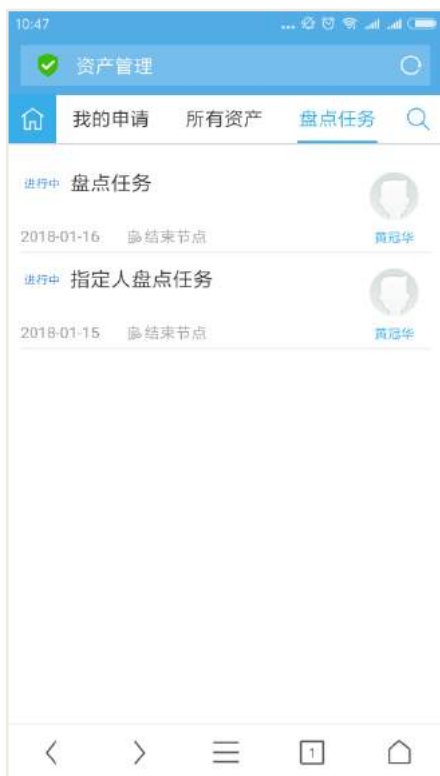 10:47
资产管理
我的申请 所有资产 盘点任务
进行中 盘点任务
2018-01-16 结束节点
黄冠华
进行中 指定人盘点任务
2018-01-15 结束节点
黄冠华
1